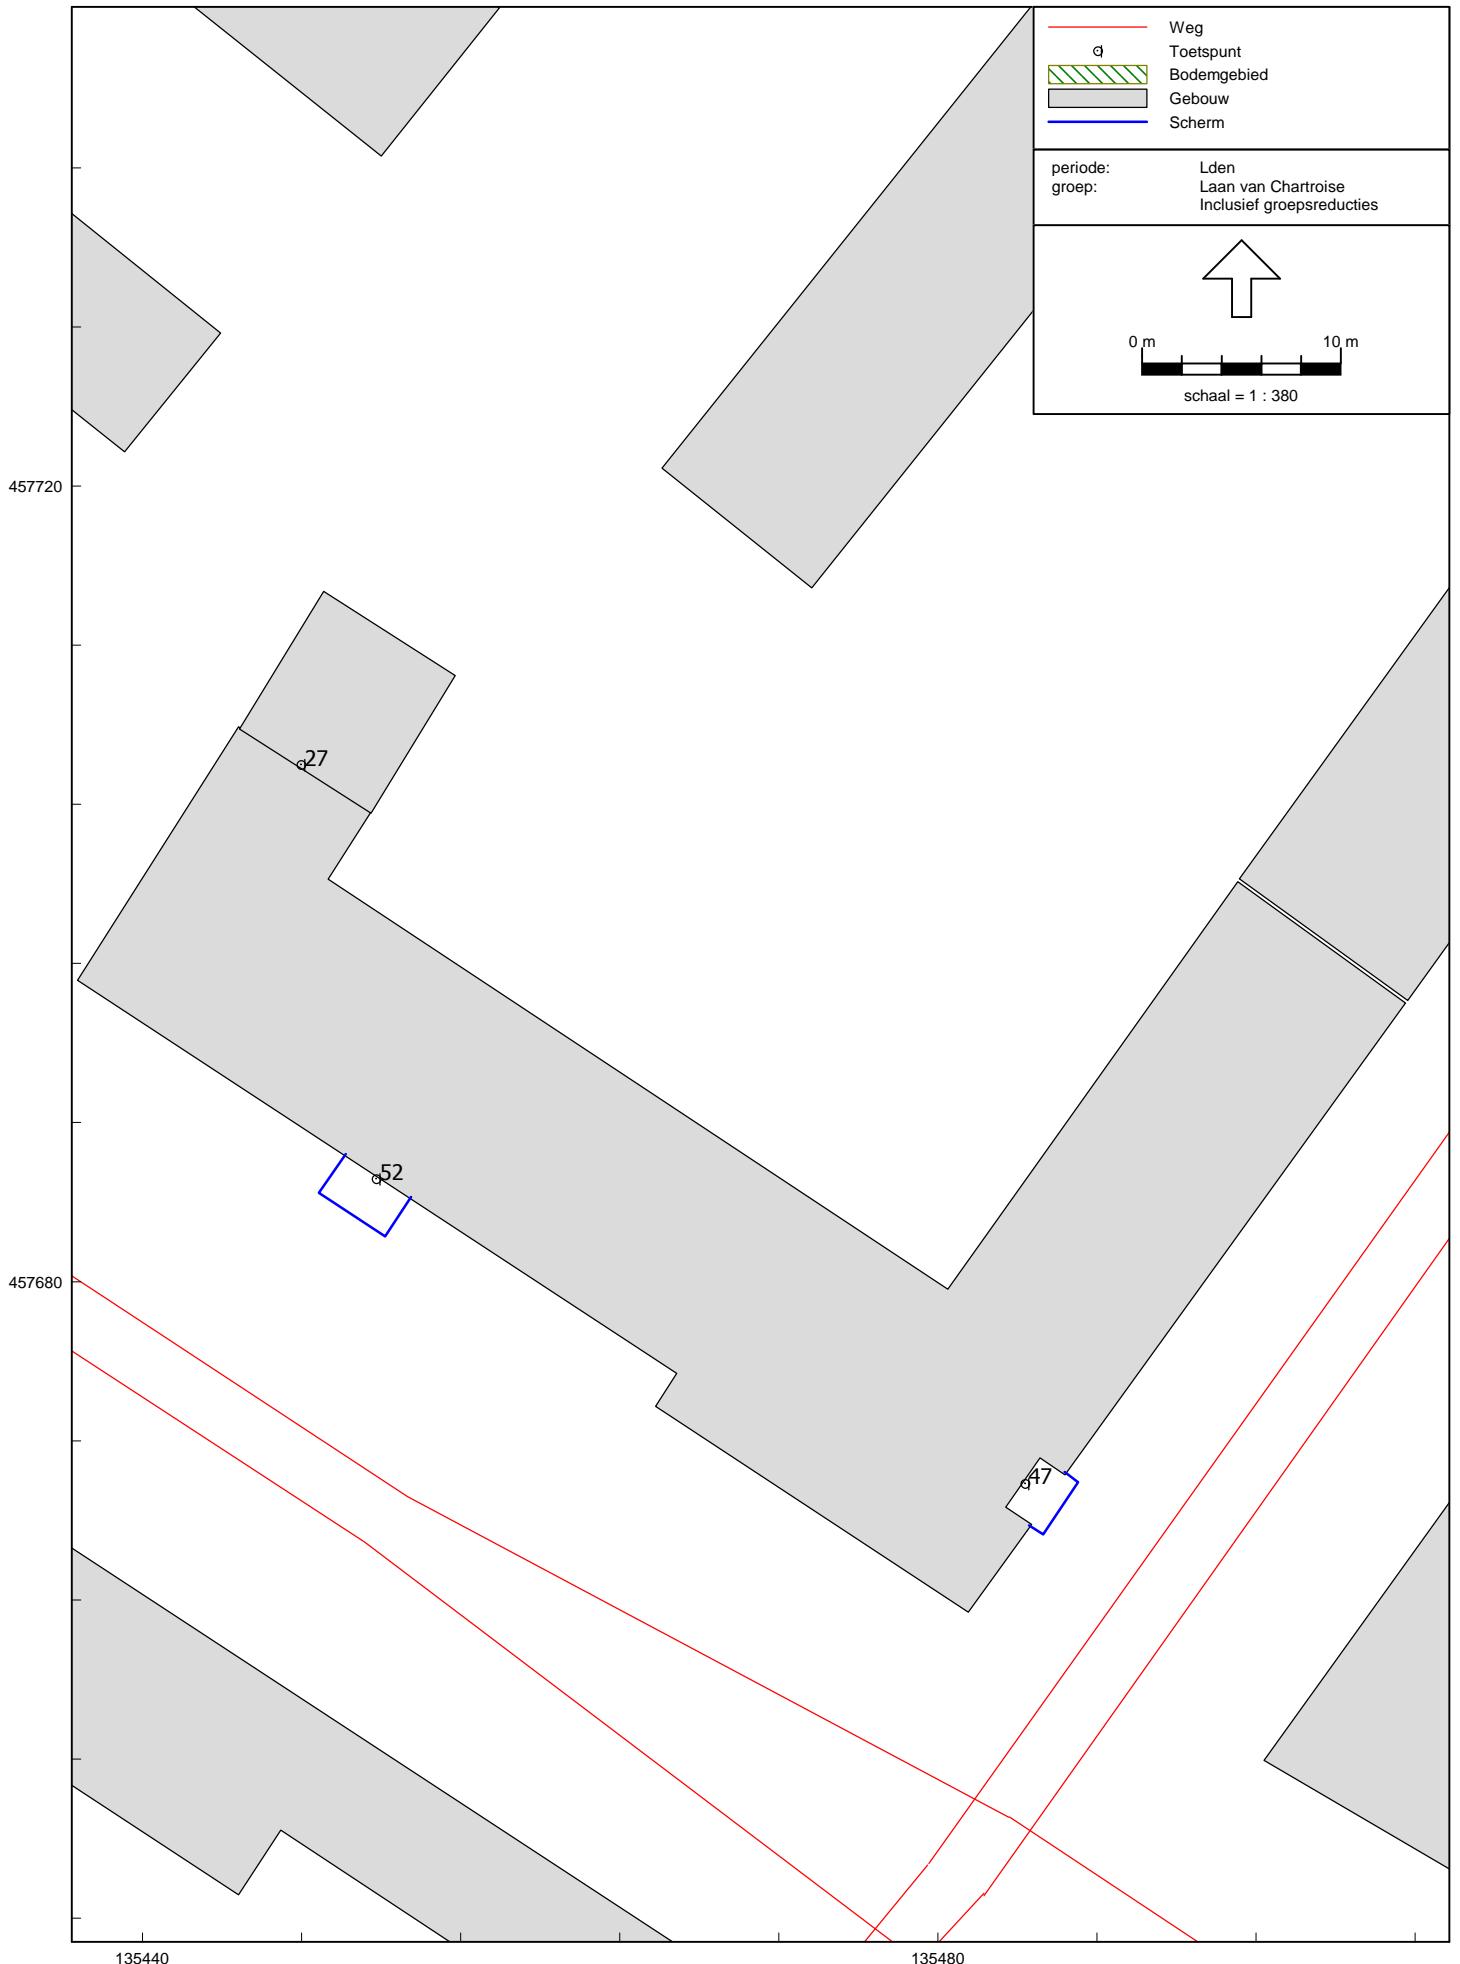 Weg
Toetspunt
Bodemgebied
Gebouw
Scherm
periode: Lden
groep: Laan van Chartroise
Inclusief groepsreducties
0 m 10 m
schaal = 1 : 380
457720
27
52
457680
47
135440 135480